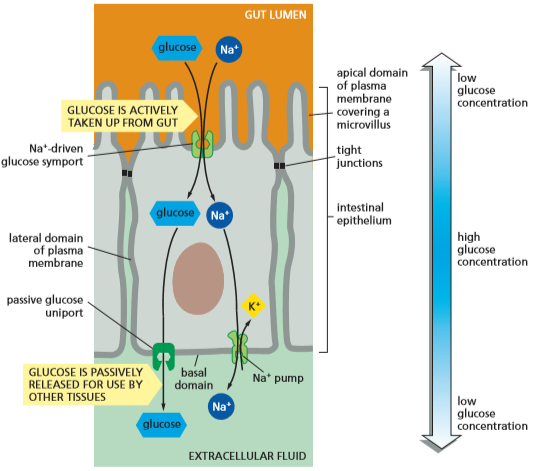 GUT LUMEN
glucose
Na⁺
GLUCOSE IS ACTIVELY
TAKEN UP FROM GUT
Na⁺-driven
glucose symport
apical domain
of plasma
membrane
covering a
microvillus
tight
junctions
glucose
Na⁺
intestinal
epithelium
lateral domain
of plasma
membrane
passive glucose
uniport
K⁺
GLUCOSE IS PASSIVELY
RELEASED FOR USE BY
OTHER TISSUES
basal
domain
Na⁺ pump
Na⁺
glucose
EXTRACELLULAR FLUID
low
glucose
concentration
high
glucose
concentration
low
glucose
concentration